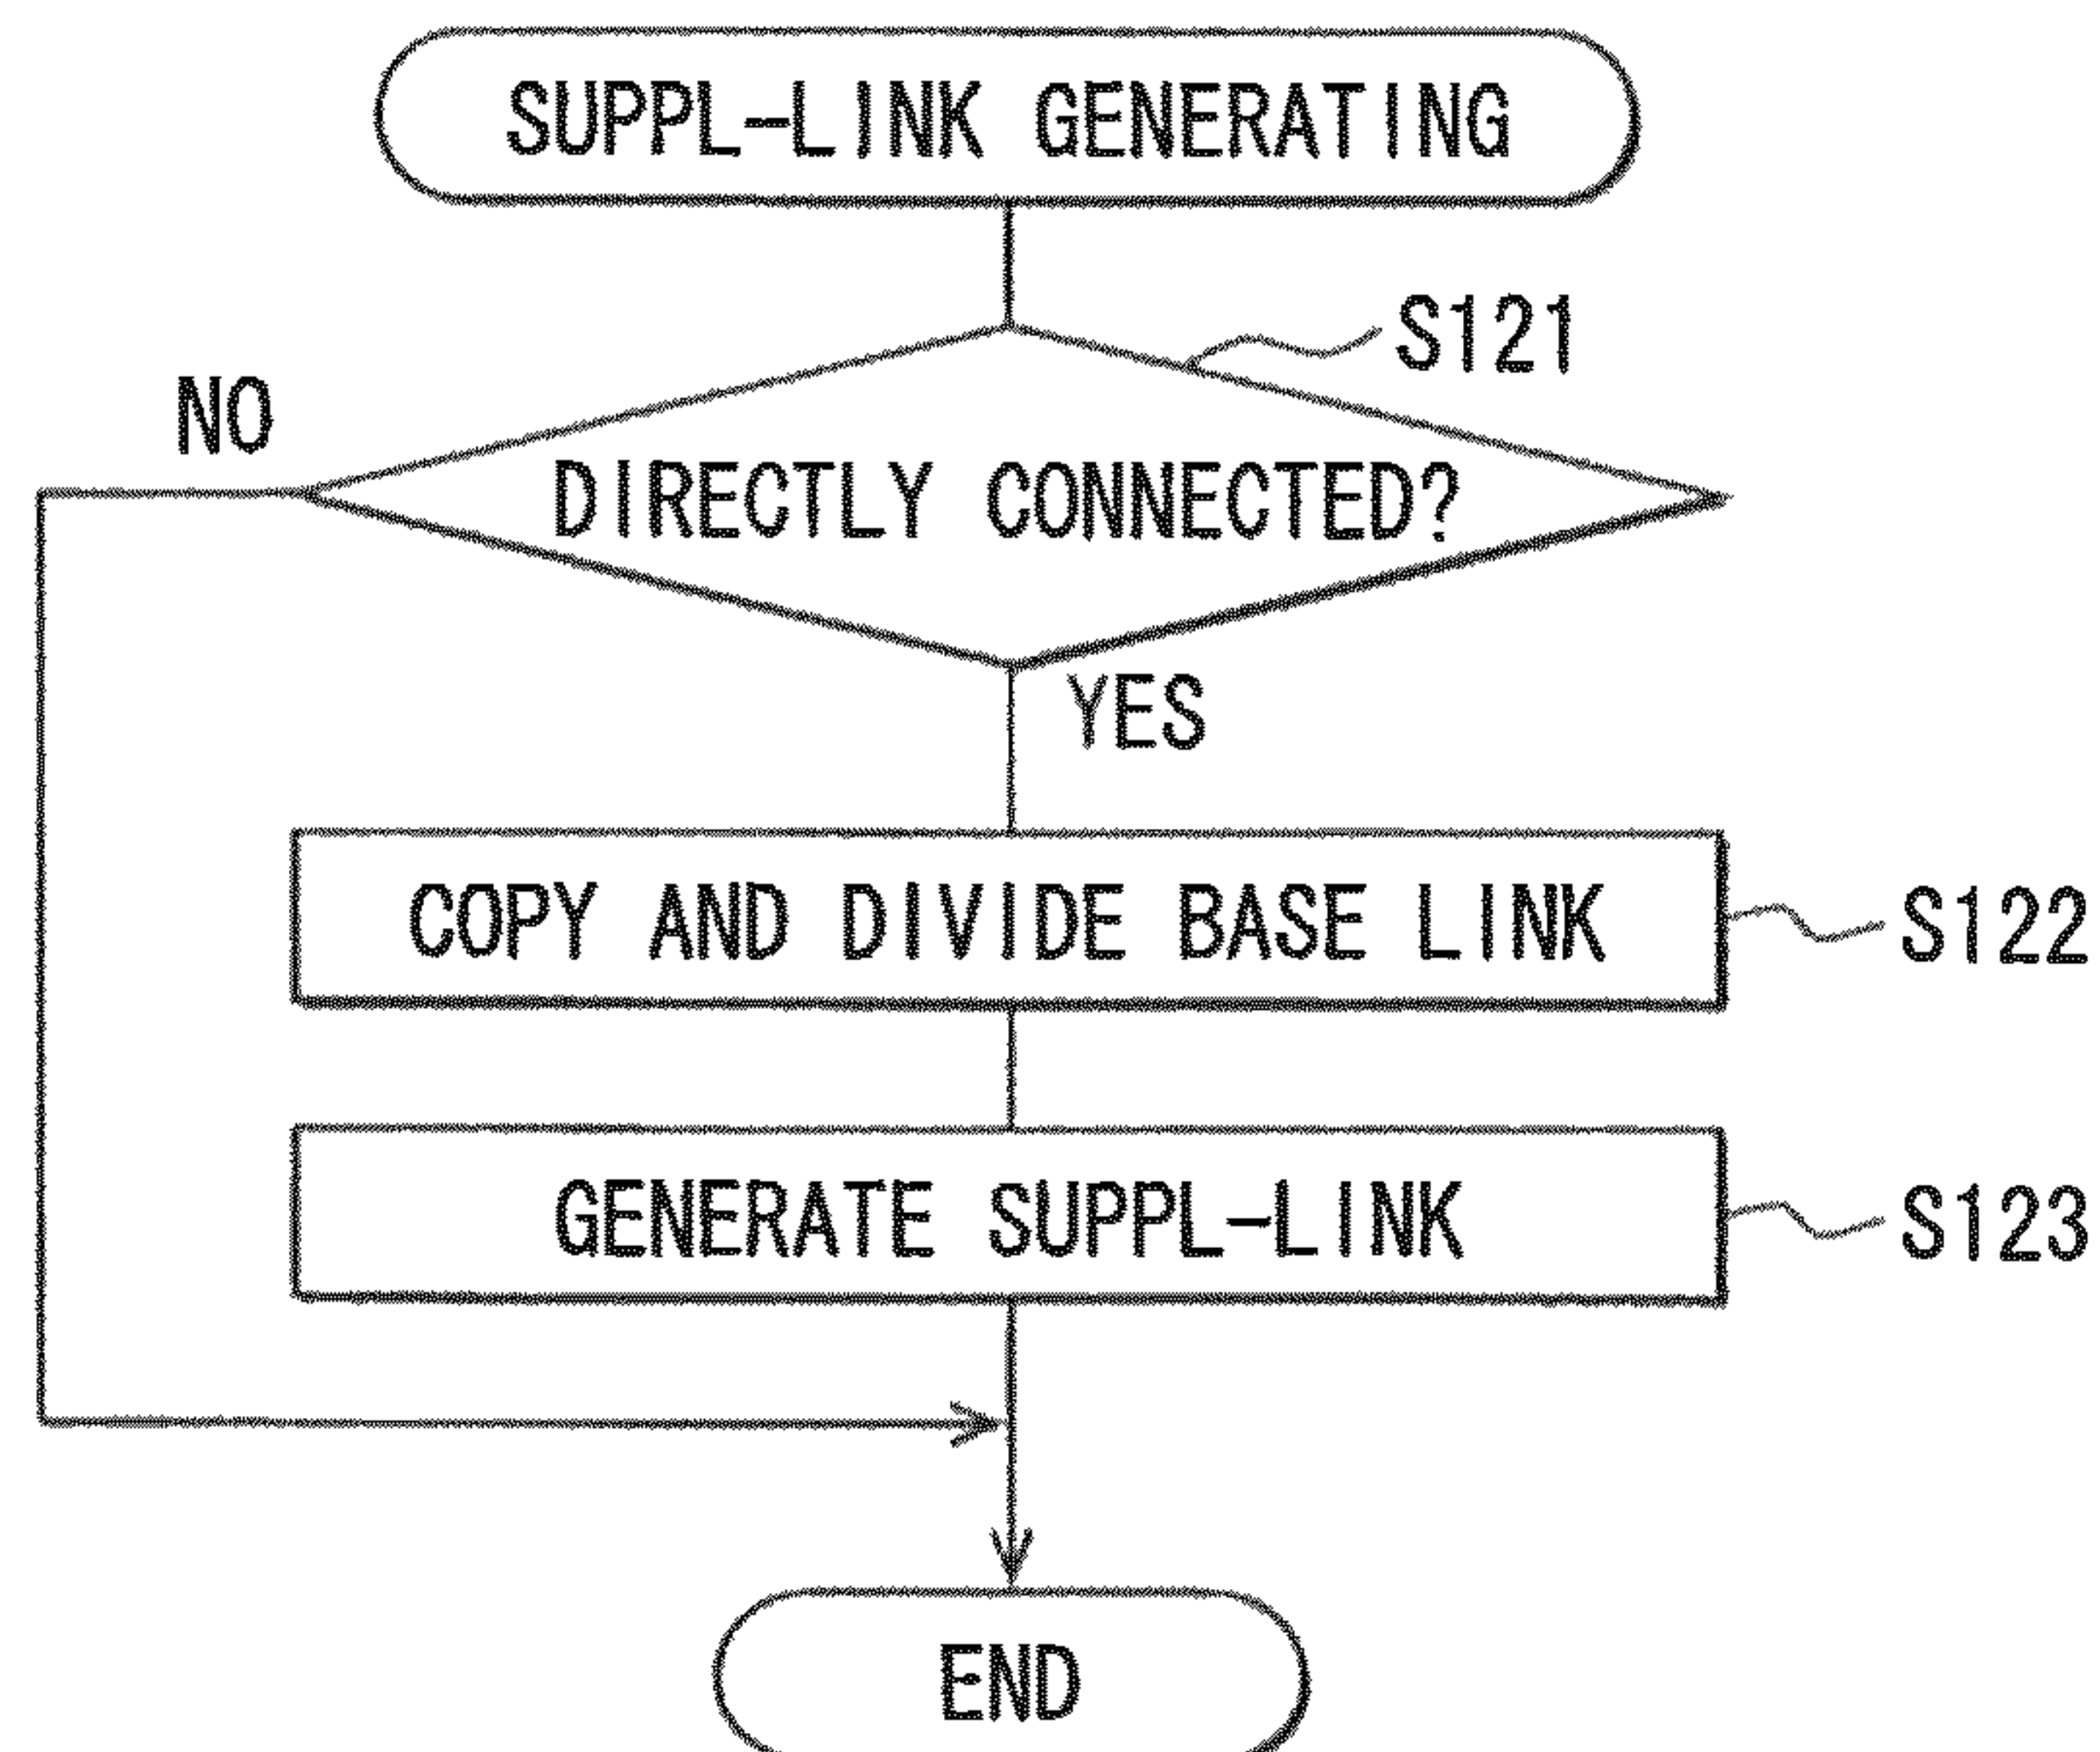 SUPPL-LINK GENERATING
S121
NO
DIRECTLY CONNECTED?
YES
COPY AND DIVIDE BASE LINK
S122
GENERATE SUPPL-LINK
S123
END